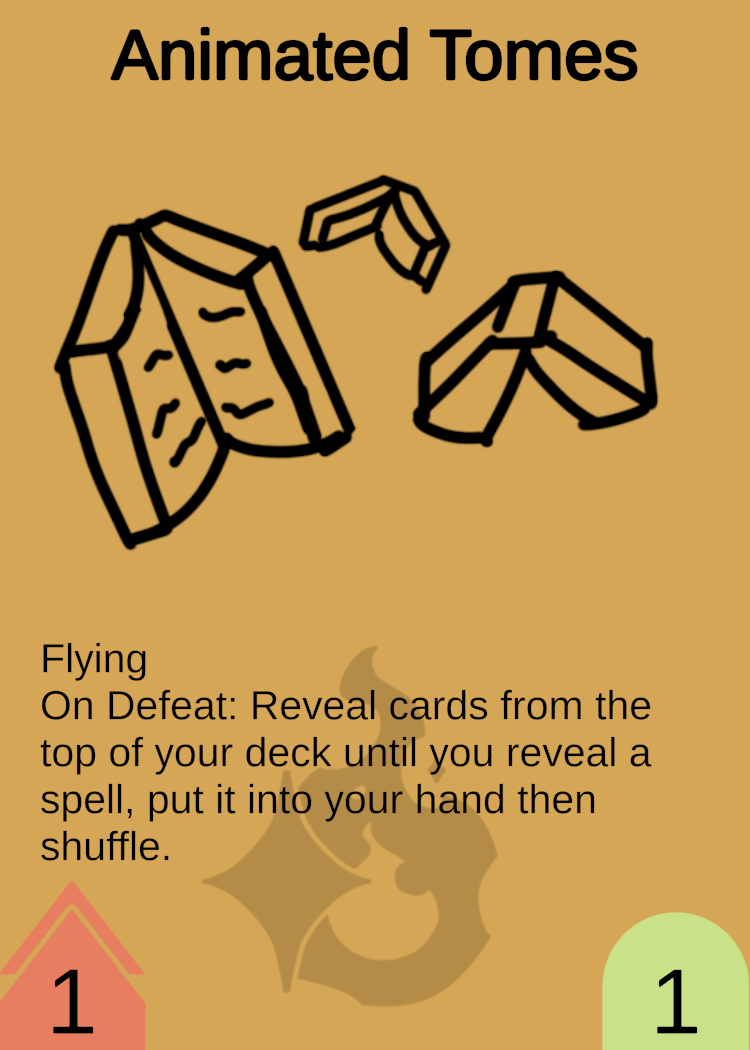 Animated Tomes
Flying
On Defeat: Reveal cards from the
top of your deck until you reveal a
spell, put it into your hand then
shuffle.
1
1